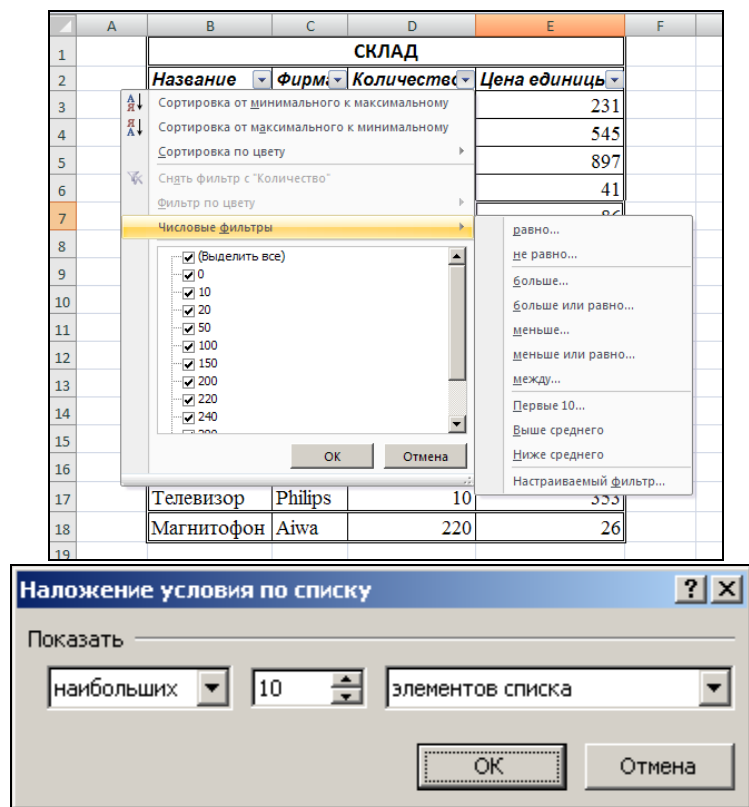 A B C D E F
1 СКЛАД
2 Название Фирма Количество Цена единицы
3 231
4 545
5 897
6 41
7 86
8
9
10
11
12
13
14
15
16
17 Телевизор Philips 10 353
18 Магнитофон Aiwa 220 26
19
Сортировка от минимального к максимальному
Сортировка от максимального к минимальному
Сортировка по цвету
Снять фильтр с "Количество"
Фильтр по цвету
Числовые фильтры
(Выделить все)
0
10
20
50
100
150
200
220
240
ОК Отмена
равно...
не равно...
больше...
больше или равно...
меньше...
меньше или равно...
между...
Первые 10...
Выше среднего
Ниже среднего
Настраиваемый фильтр...
Наложение условия по списку
Показать
наибольших 10 элементов списка
ОК Отмена